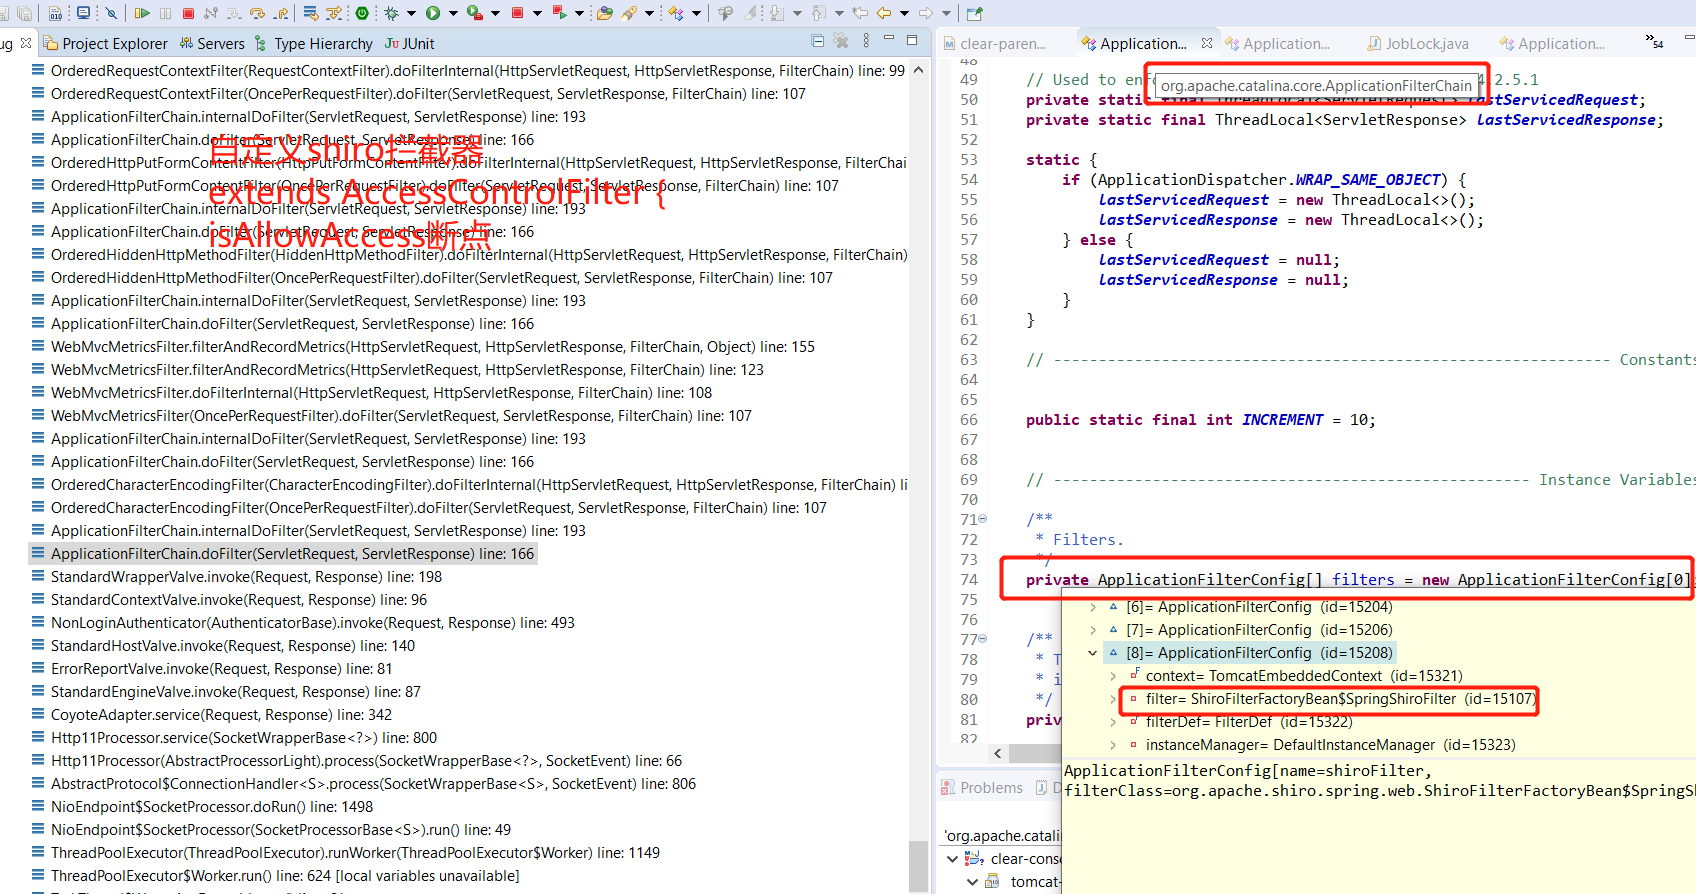 ug
Project Explorer
Servers
Type Hierarchy
JUnit
OrderedRequestContextFilter(RequestContextFilter).doFilterInternal(HttpServletRequest, HttpServletResponse, FilterChain) line: 99
OrderedRequestContextFilter(OncePerRequestFilter).doFilter(ServletRequest, ServletResponse, FilterChain) line: 107
ApplicationFilterChain.internalDoFilter(ServletRequest, ServletResponse) line: 193
ApplicationFilterChain.doFilter(ServletRequest, ServletResponse) line: 166
自定义shiro拦截器
OrderedHttpPutFormContentFilter(HttpPutFormContentFilter).doFilterInternal(HttpServletRequest, HttpServletResponse, FilterChai
OrderedHttpPutFormContentFilter(OncePerRequestFilter).doFilter(ServletRequest, ServletResponse, FilterChain) line: 107
extends AccessControlFilter {
ApplicationFilterChain.internalDoFilter(ServletRequest, ServletResponse) line: 193
ApplicationFilterChain.doFilter(ServletRequest, ServletResponse) line: 166
isAllowAccess断点
OrderedHiddenHttpMethodFilter(HiddenHttpMethodFilter).doFilterInternal(HttpServletRequest, HttpServletResponse, FilterChain)
OrderedHiddenHttpMethodFilter(OncePerRequestFilter).doFilter(ServletRequest, ServletResponse, FilterChain) line: 107
ApplicationFilterChain.internalDoFilter(ServletRequest, ServletResponse) line: 193
ApplicationFilterChain.doFilter(ServletRequest, ServletResponse) line: 166
WebMvcMetricsFilter.filterAndRecordMetrics(HttpServletRequest, HttpServletResponse, FilterChain, Object) line: 155
WebMvcMetricsFilter.filterAndRecordMetrics(HttpServletRequest, HttpServletResponse, FilterChain) line: 123
WebMvcMetricsFilter.doFilterInternal(HttpServletRequest, HttpServletResponse, FilterChain) line: 108
WebMvcMetricsFilter(OncePerRequestFilter).doFilter(ServletRequest, ServletResponse, FilterChain) line: 107
ApplicationFilterChain.internalDoFilter(ServletRequest, ServletResponse) line: 193
ApplicationFilterChain.doFilter(ServletRequest, ServletResponse) line: 166
OrderedCharacterEncodingFilter(CharacterEncodingFilter).doFilterInternal(HttpServletRequest, HttpServletResponse, FilterChain) li
OrderedCharacterEncodingFilter(OncePerRequestFilter).doFilter(ServletRequest, ServletResponse, FilterChain) line: 107
ApplicationFilterChain.internalDoFilter(ServletRequest, ServletResponse) line: 193
ApplicationFilterChain.doFilter(ServletRequest, ServletResponse) line: 166
StandardWrapperValve.invoke(Request, Response) line: 198
StandardContextValve.invoke(Request, Response) line: 96
NonLoginAuthenticator(AuthenticatorBase).invoke(Request, Response) line: 493
StandardHostValve.invoke(Request, Response) line: 140
ErrorReportValve.invoke(Request, Response) line: 81
StandardEngineValve.invoke(Request, Response) line: 87
CoyoteAdapter.service(Request, Response) line: 342
Http11Processor.service(SocketWrapperBase<?>) line: 800
Http11Processor(AbstractProcessorLight).process(SocketWrapperBase<?>, SocketEvent) line: 66
AbstractProtocol$ConnectionHandler<S>.process(SocketWrapperBase<S>, SocketEvent) line: 806
NioEndpoint$SocketProcessor.doRun() line: 1498
NioEndpoint$SocketProcessor(SocketProcessorBase<S>).run() line: 49
ThreadPoolExecutor(ThreadPoolExecutor).runWorker(ThreadPoolExecutor$Worker) line: 1149
ThreadPoolExecutor$Worker.run() line: 624 [local variables unavailable]
clear-paren...
Application...
Application...
JobLock.java
Application...
54
48
49 // Used to enfo 4.2.5.1
org.apache.catalina.core.ApplicationFilterChain
50 private static final ThreadLocal<ServletRequest> lastServicedRequest;
51 private static final ThreadLocal<ServletResponse> lastServicedResponse;
52
53 static {
54 if (ApplicationDispatcher.WRAP_SAME_OBJECT) {
55 lastServicedRequest = new ThreadLocal<>();
56 lastServicedResponse = new ThreadLocal<>();
57 } else {
58 lastServicedRequest = null;
59 lastServicedResponse = null;
60 }
61 }
62
63 // -------------------------------------------------------------- Constants
64
65
66 public static final int INCREMENT = 10;
67
68
69 // ----------------------------------------------------- Instance Variables
70
71 /**
72 * Filters.
73 */
74 private ApplicationFilterConfig[] filters = new ApplicationFilterConfig[0];
75
76
77 /**
78 * T
79 * i
80 */
81 priv
82
[6]= ApplicationFilterConfig (id=15204)
[7]= ApplicationFilterConfig (id=15206)
[8]= ApplicationFilterConfig (id=15208)
context= TomcatEmbeddedContext (id=15321)
filter= ShiroFilterFactoryBean$SpringShiroFilter (id=15107)
filterDef= FilterDef (id=15322)
instanceManager= DefaultInstanceManager (id=15323)
ApplicationFilterConfig[name=shiroFilter,
filterClass=org.apache.shiro.spring.web.ShiroFilterFactoryBean$SpringSh
Problems
D
'org.apache.catalin
clear-conso
tomcat-